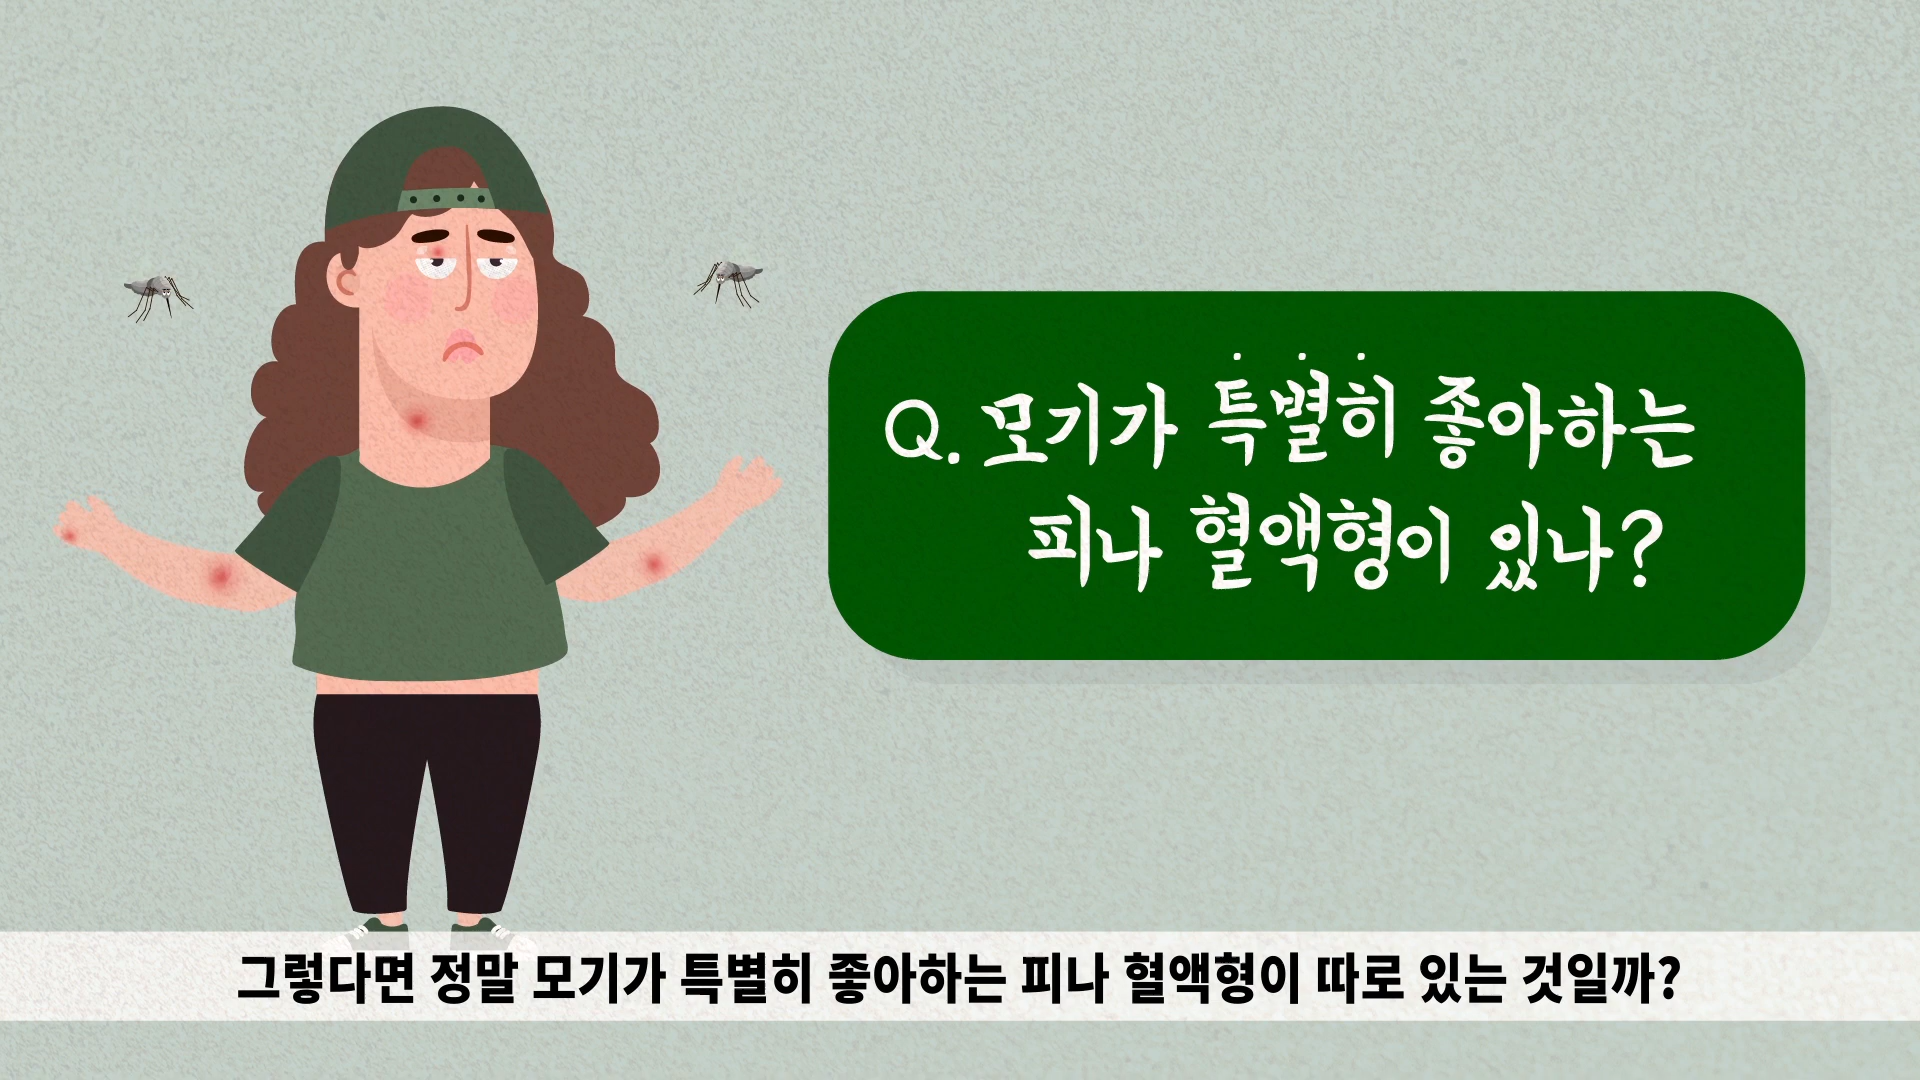 Q. 모기가 특별히 좋아하는
피나 혈액형이 있나?
그렇다면 정말 모기가 특별히 좋아하는 피나 혈액형이 따로 있는 것일까?